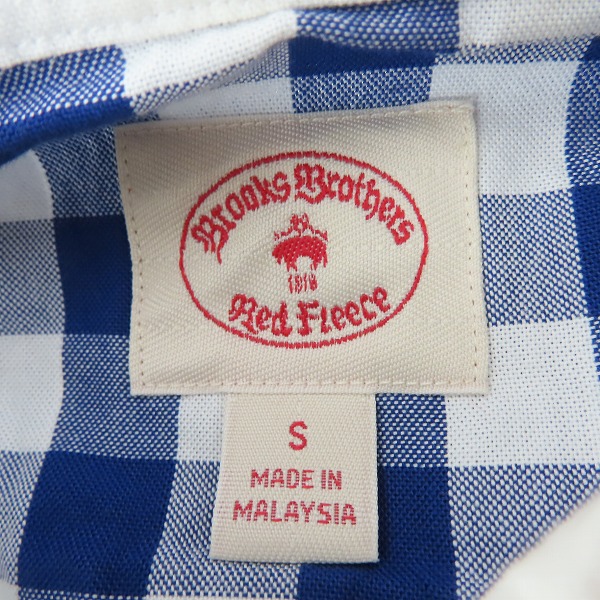 Brooks Brothers
1818
Red Fleece
S
MADE IN
MALAYSIA